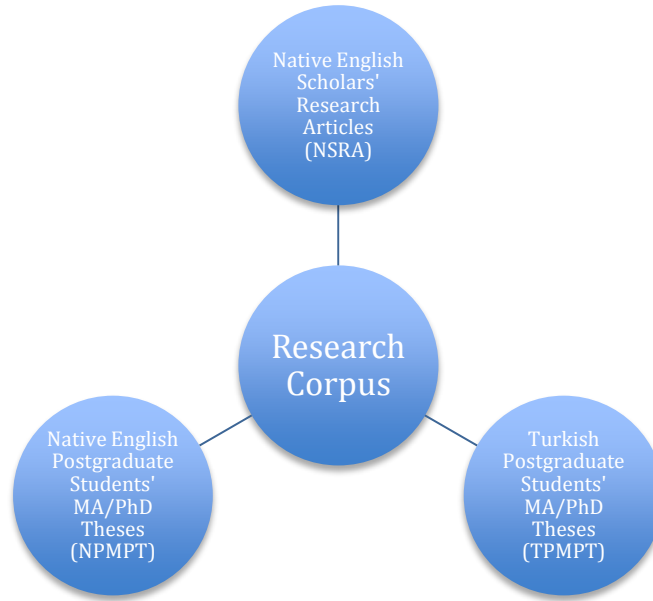 Native English
Scholars'
Research
Articles
(NSRA)
Research
Corpus
Native English
Postgraduate
Students'
MA/PhD
Theses
(NPMPT)
Turkish
Postgraduate
Students'
MA/PhD
Theses
(TPMPT)